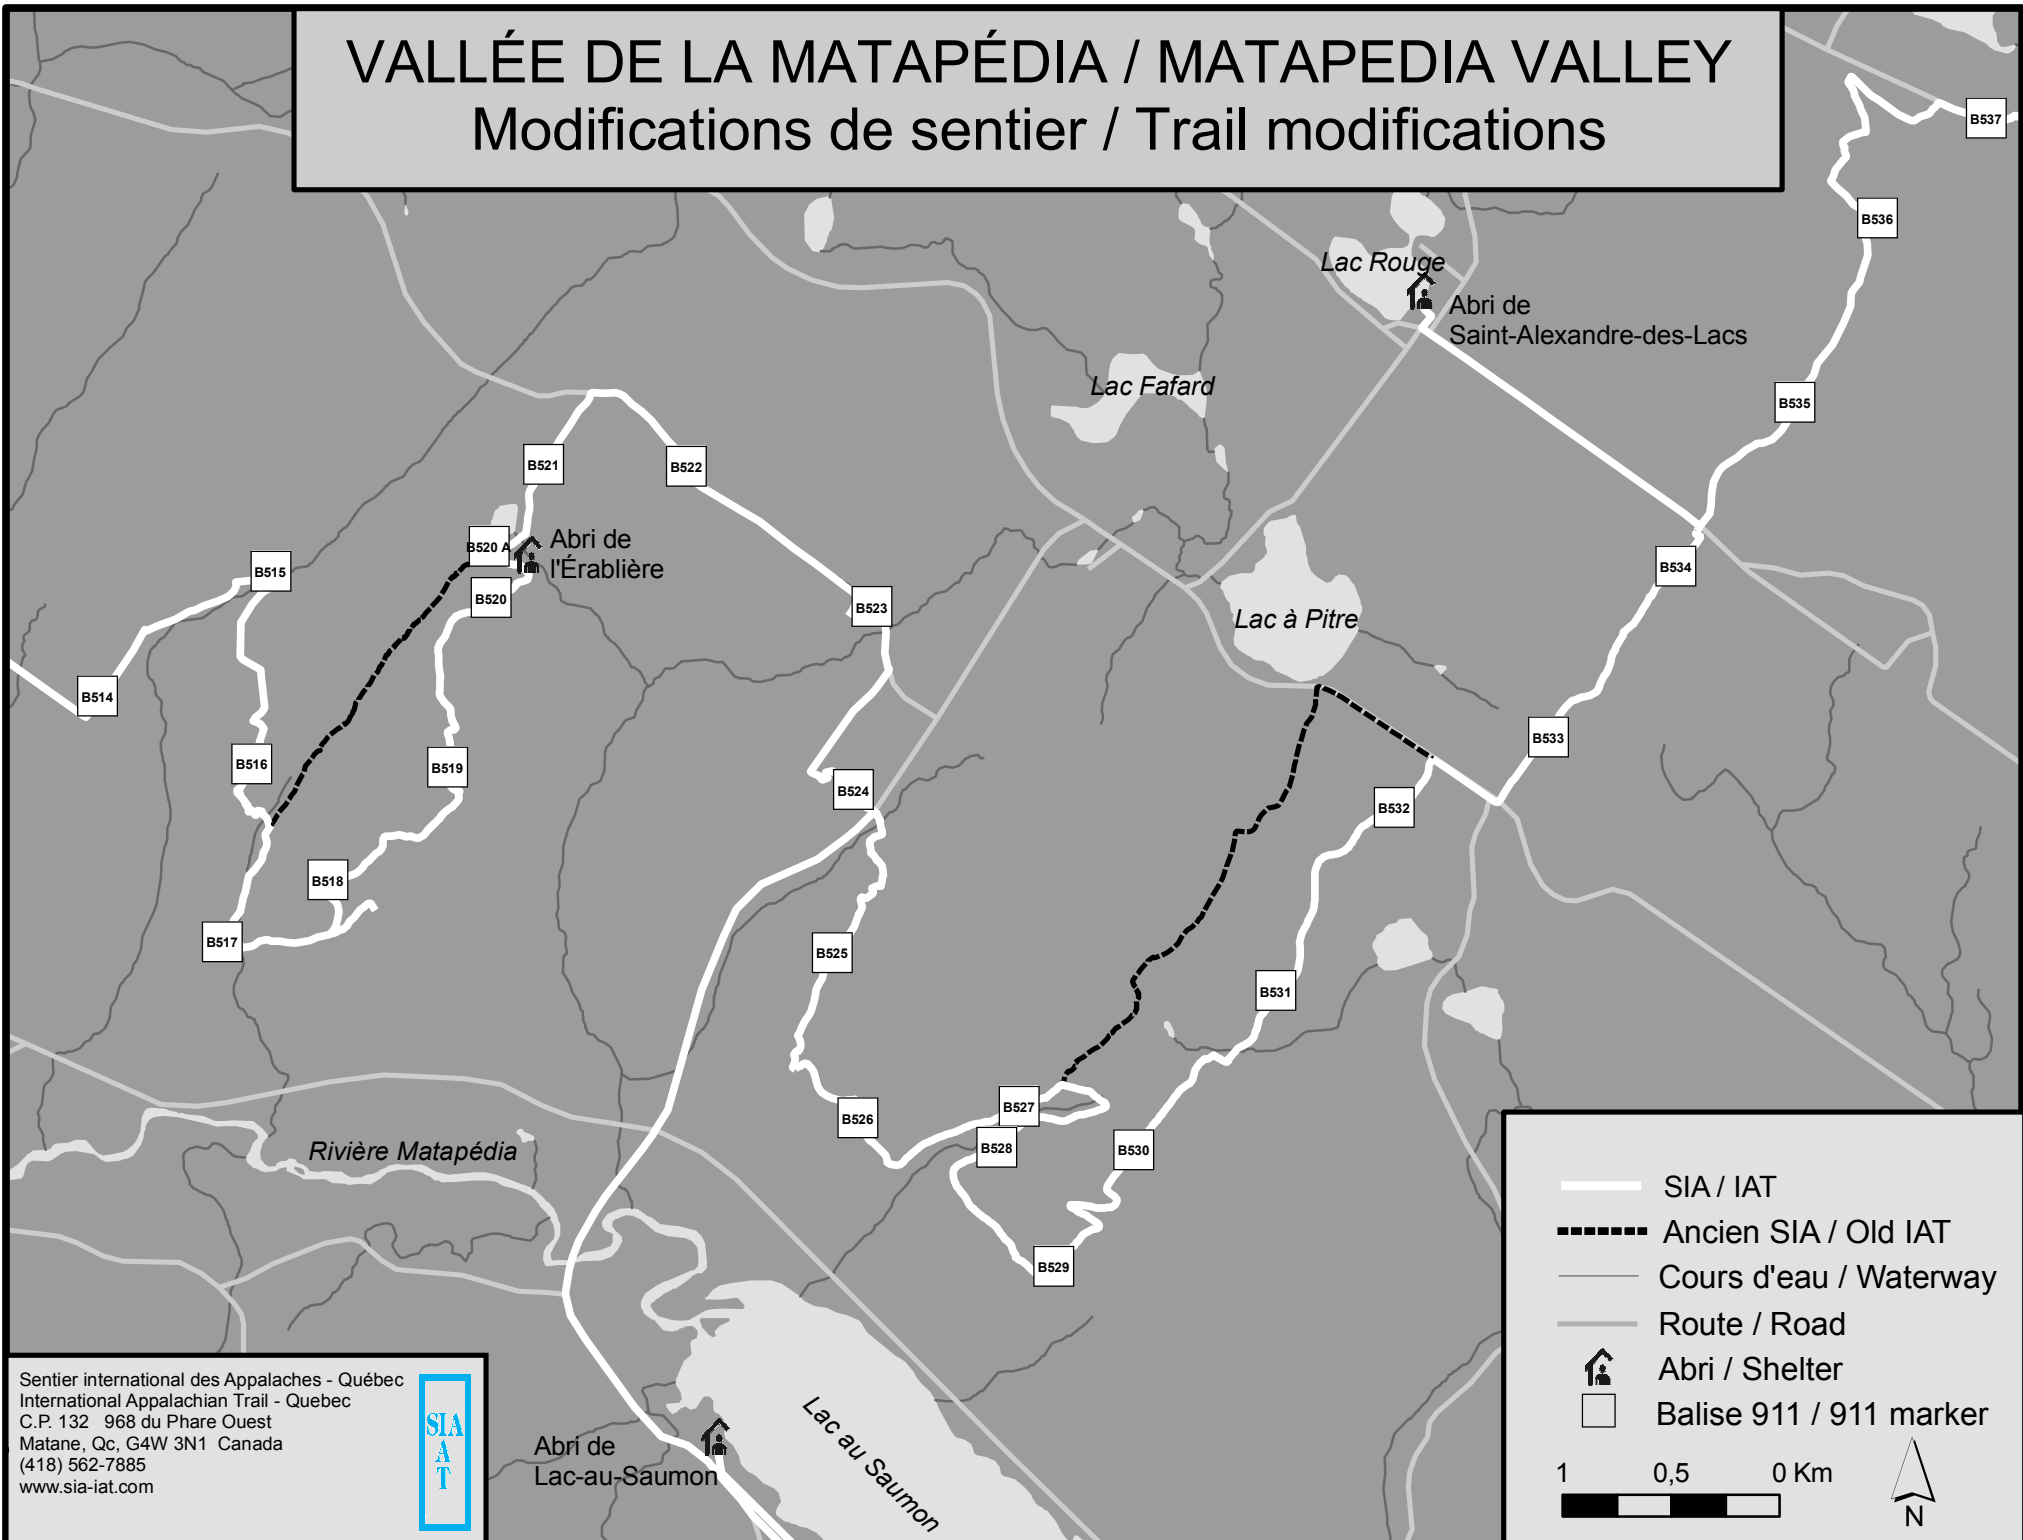 VALLÉE DE LA MATAPÉDIA / MATAPEDIA VALLEY
Modifications de sentier / Trail modifications
B537
B536
Lac Rouge
Abri de
Saint-Alexandre-des-Lacs
Lac Fafard
B535
B521
B522
B520 A
Abri de
l'Érablière
B515
B520
B523
B534
Lac à Pitre
B514
B533
B516
B519
B524
B532
B518
B517
B525
B531
B527
B526
B528
B530
Rivière Matapédia
B529
Lac au Saumon
Abri de
Lac-au-Saumon
SIA / IAT
Ancien SIA / Old IAT
Cours d'eau / Waterway
Route / Road
Abri / Shelter
Balise 911 / 911 marker
1 0,5 0 Km
N
Sentier international des Appalaches - Québec
International Appalachian Trail - Quebec
C.P. 132 968 du Phare Ouest
Matane, Qc, G4W 3N1 Canada
(418) 562-7885
www.sia-iat.com
SIA
A
T